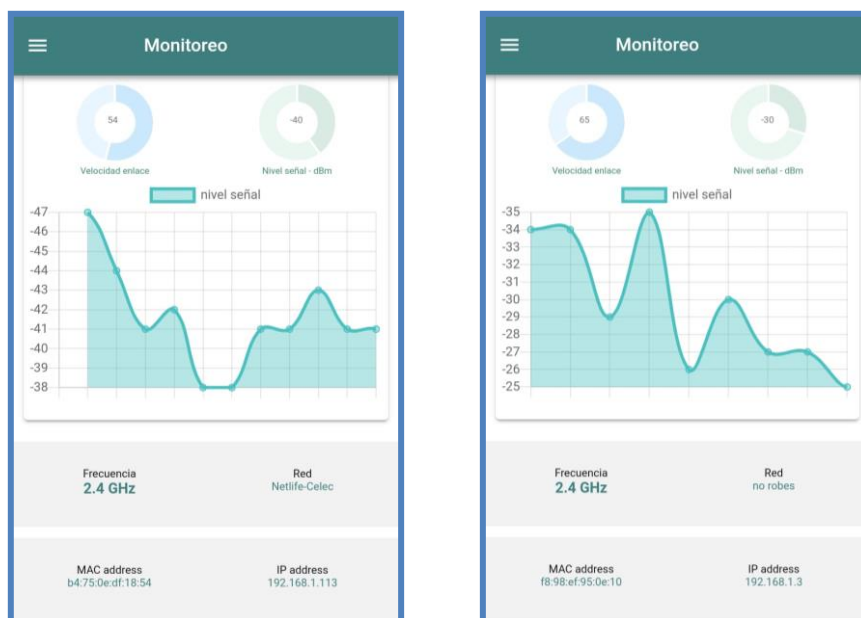 Monitoreo
54
-40
Velocidad enlace
Nivel señal - dBm
nivel señal
-47
-46
-45
-44
-43
-42
-41
-40
-39
-38
Frecuencia
2.4 GHz
Red
Netlife-Celec
MAC address
b4:75:0e:df:18:54
IP address
192.168.1.113
Monitoreo
65
-30
Velocidad enlace
Nivel señal - dBm
nivel señal
-35
-34
-33
-32
-31
-30
-29
-28
-27
-26
-25
Frecuencia
2.4 GHz
Red
no robes
MAC address
f8:98:ef:95:0e:10
IP address
192.168.1.3